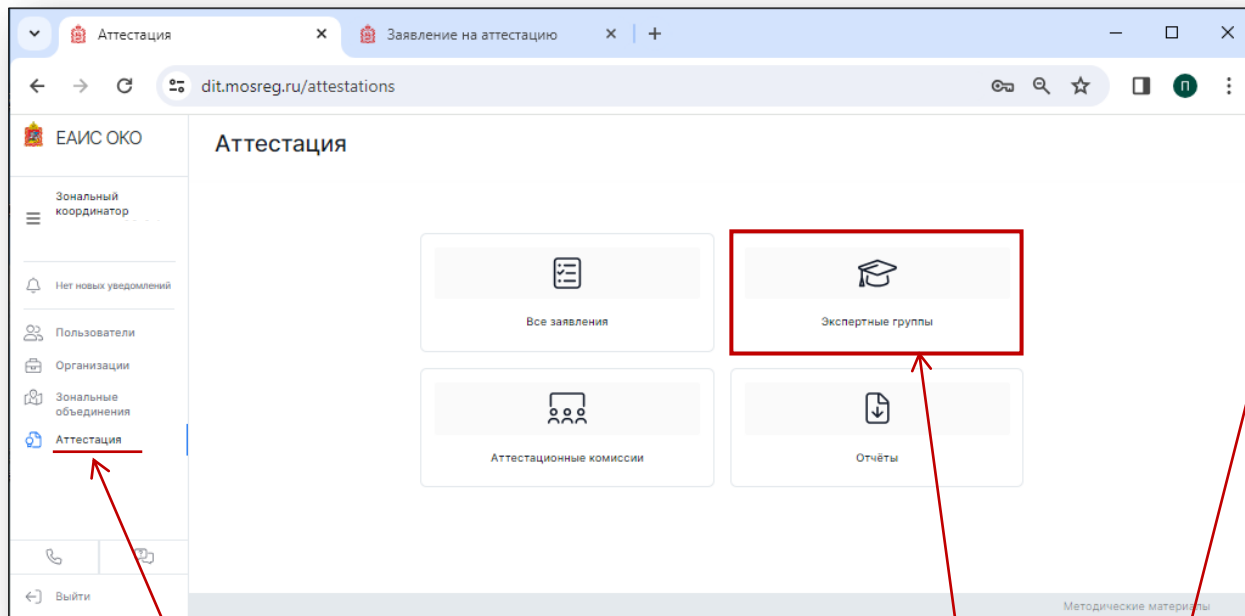 Аттестация
Заявление на аттестацию
dit.mosreg.ru/attestations
П
ЕАИС ОКО
Аттестация
Зональный
координатор
Нет новых уведомлений
Пользователи
Организации
Зональные
объединения
Аттестация
Выйти
Все заявления
Экспертные группы
Аттестационные комиссии
Отчёты
Методические материалы